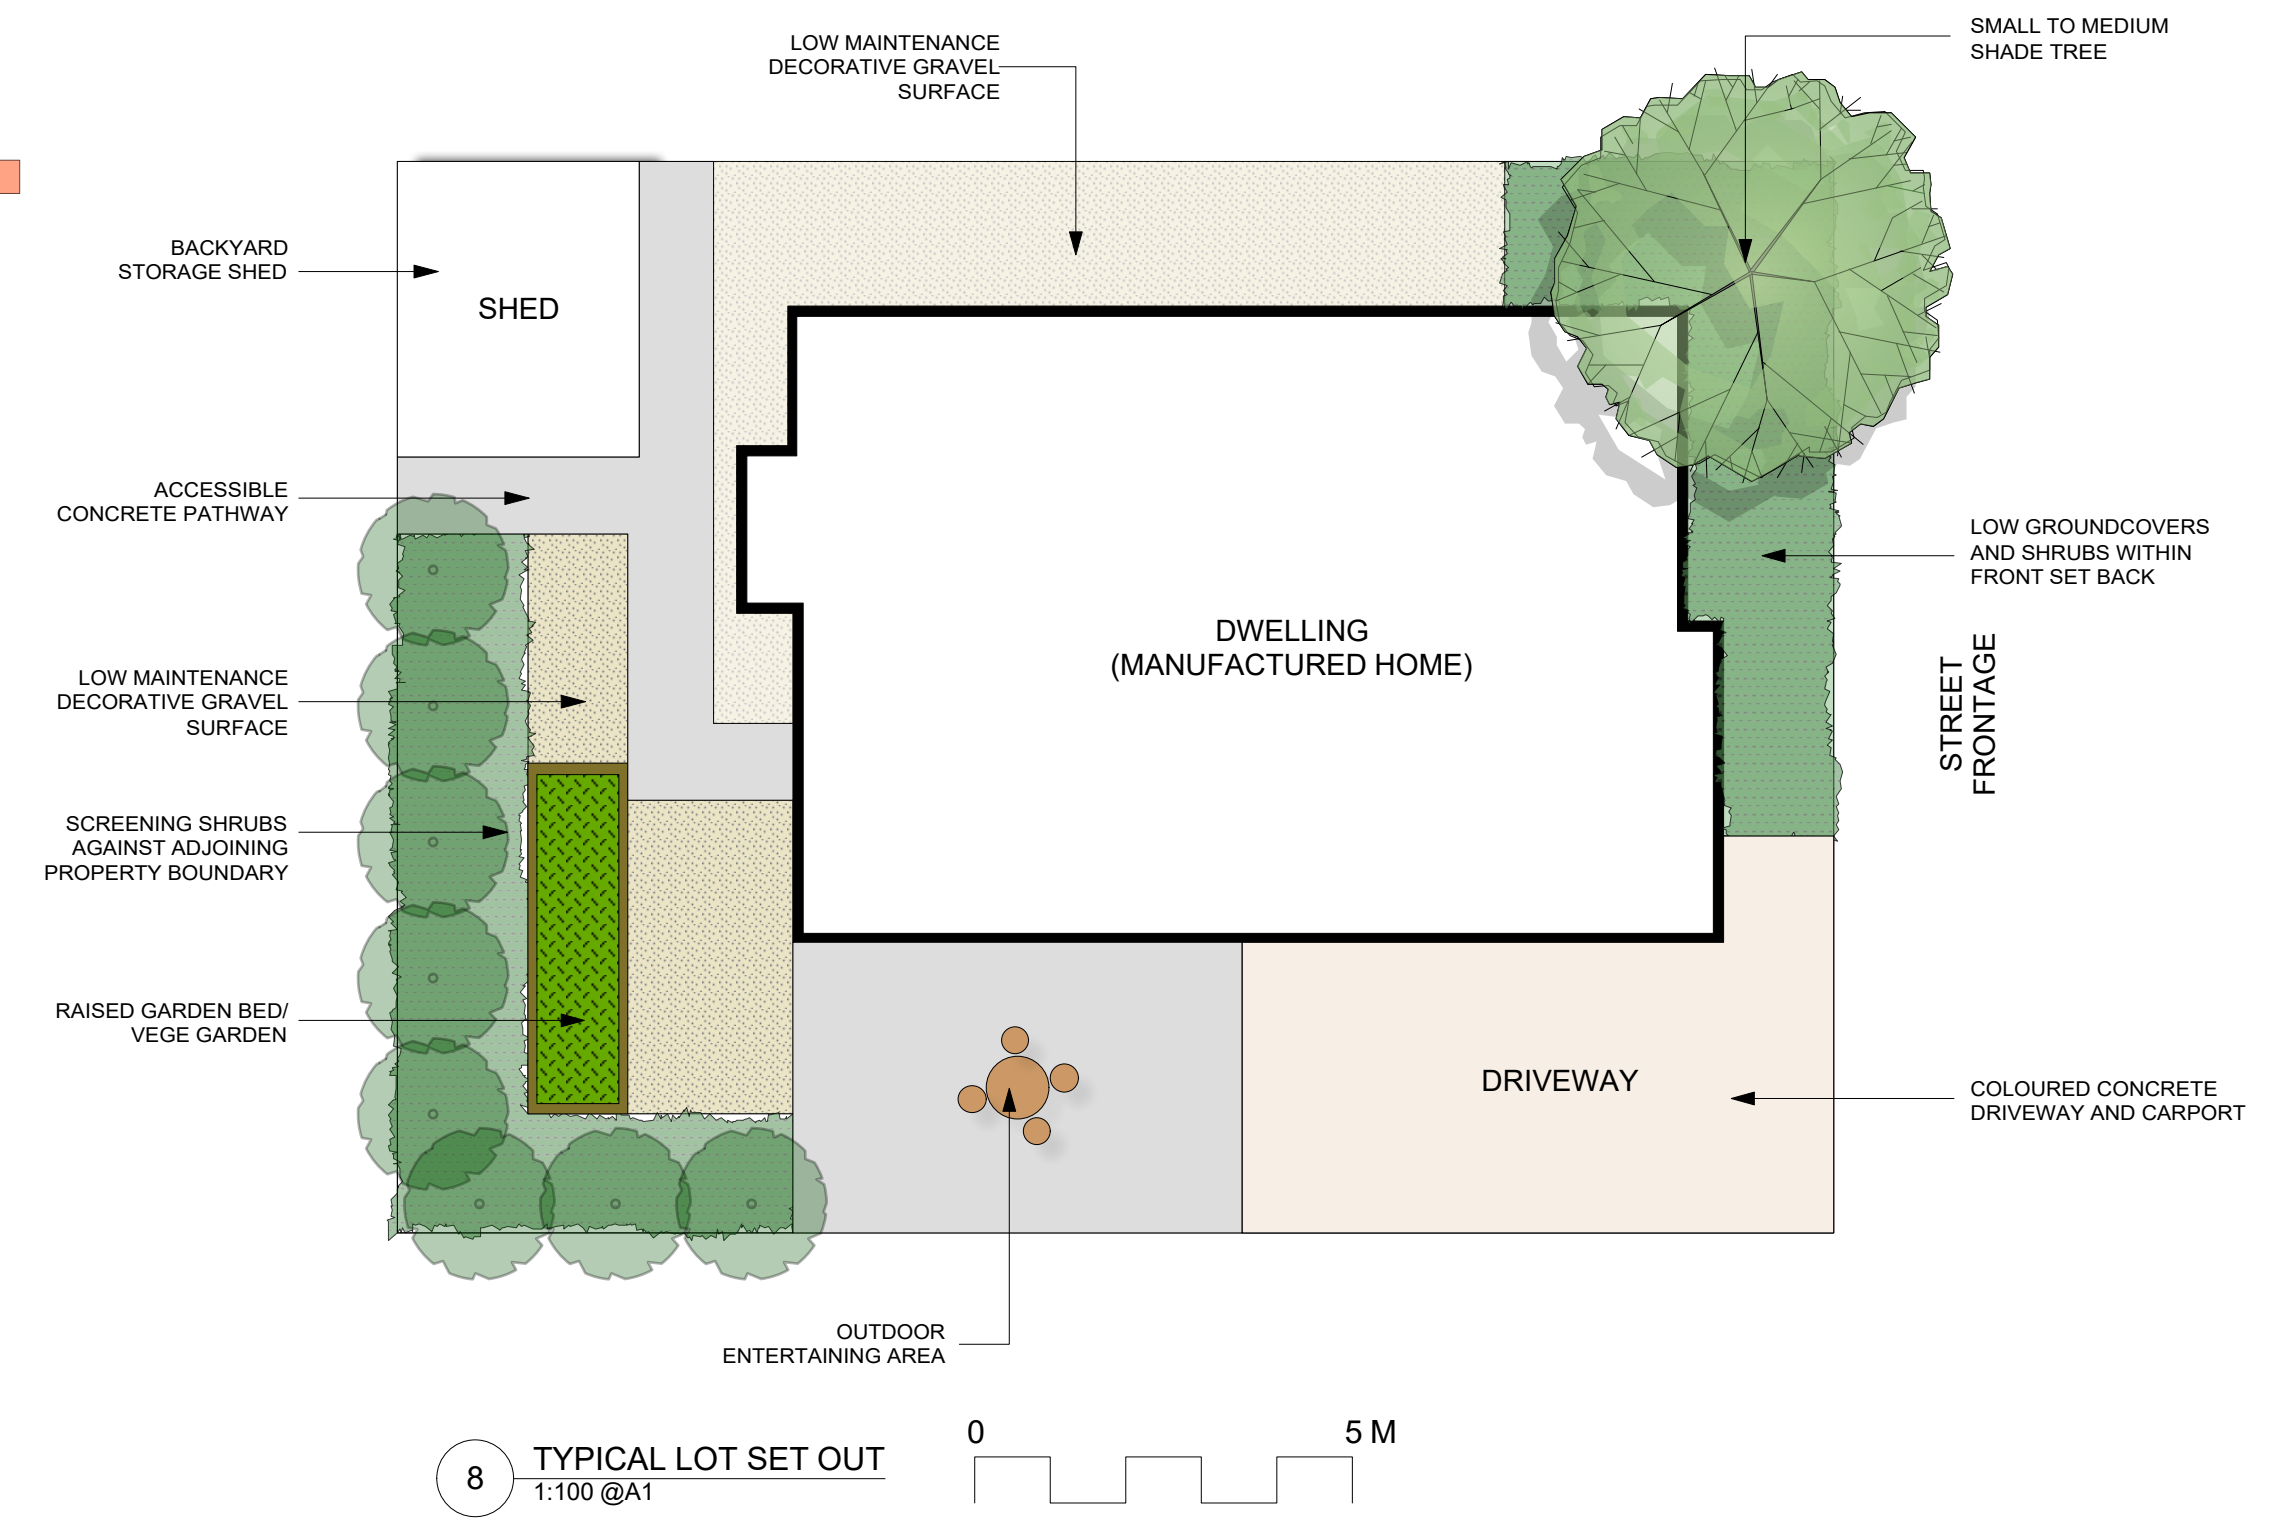 LOW MAINTENANCE
DECORATIVE GRAVEL
SURFACE
SMALL TO MEDIUM
SHADE TREE
BACKYARD
STORAGE SHED
SHED
ACCESSIBLE
CONCRETE PATHWAY
LOW GROUNDCOVERS
AND SHRUBS WITHIN
FRONT SET BACK
DWELLING
(MANUFACTURED HOME)
STREET
FRONTAGE
LOW MAINTENANCE
DECORATIVE GRAVEL
SURFACE
SCREENING SHRUBS
AGAINST ADJOINING
PROPERTY BOUNDARY
RAISED GARDEN BED/
VEGE GARDEN
DRIVEWAY
COLOURED CONCRETE
DRIVEWAY AND CARPORT
OUTDOOR
ENTERTAINING AREA
8
TYPICAL LOT SET OUT
1:100 @A1
0 5 M